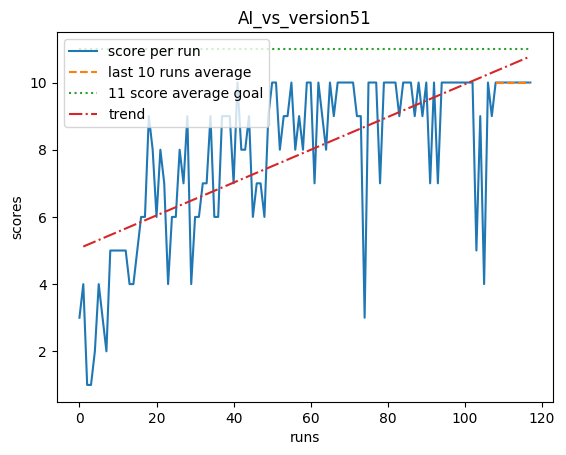 AI_vs_version51
score per run
last 10 runs average
11 score average goal
trend
10
8
6
4
2
scores
0 20 40 60 80 100 120
runs